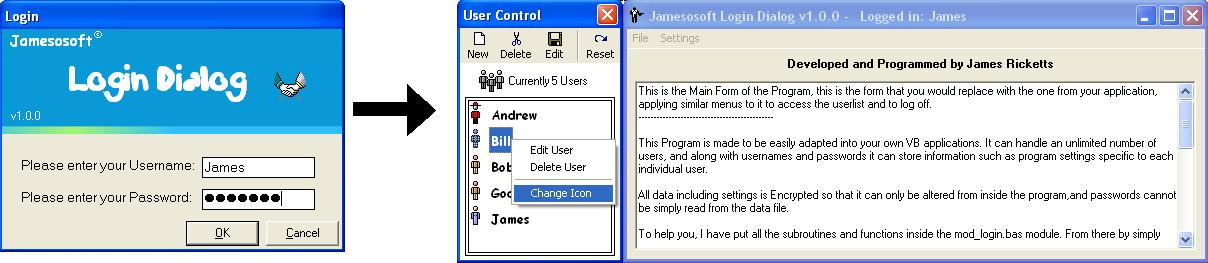 Login
Jamesosoft©
Login Dialog
v1.0.0
Please enter your Username: James
Please enter your Password: ●●●●●●●
OK Cancel
User Control
New Delete Edit Reset
Currently 5 Users
Andrew
Bill
Bob
Goo
James
Edit User
Delete User
Change Icon
Jamesosoft Login Dialog v1.0.0 - Logged in: James
File Settings
Developed and Programmed by James Ricketts
This is the Main Form of the Program, this is the form that you would replace with the one from your application,
applying similar menus to it to access the userlist and to log off.
--------------------------------------------
This Program is made to be easily adapted into your own VB applications. It can handle an unlimited number of
users, and along with usernames and passwords it can store information such as program settings specific to each
individual user.
All data including settings is Encrypted so that it can only be altered from inside the program,and passwords cannot
be simply read from the data file.
To help you, I have put all the subroutines and functions inside the mod_login.bas module. From there by simply